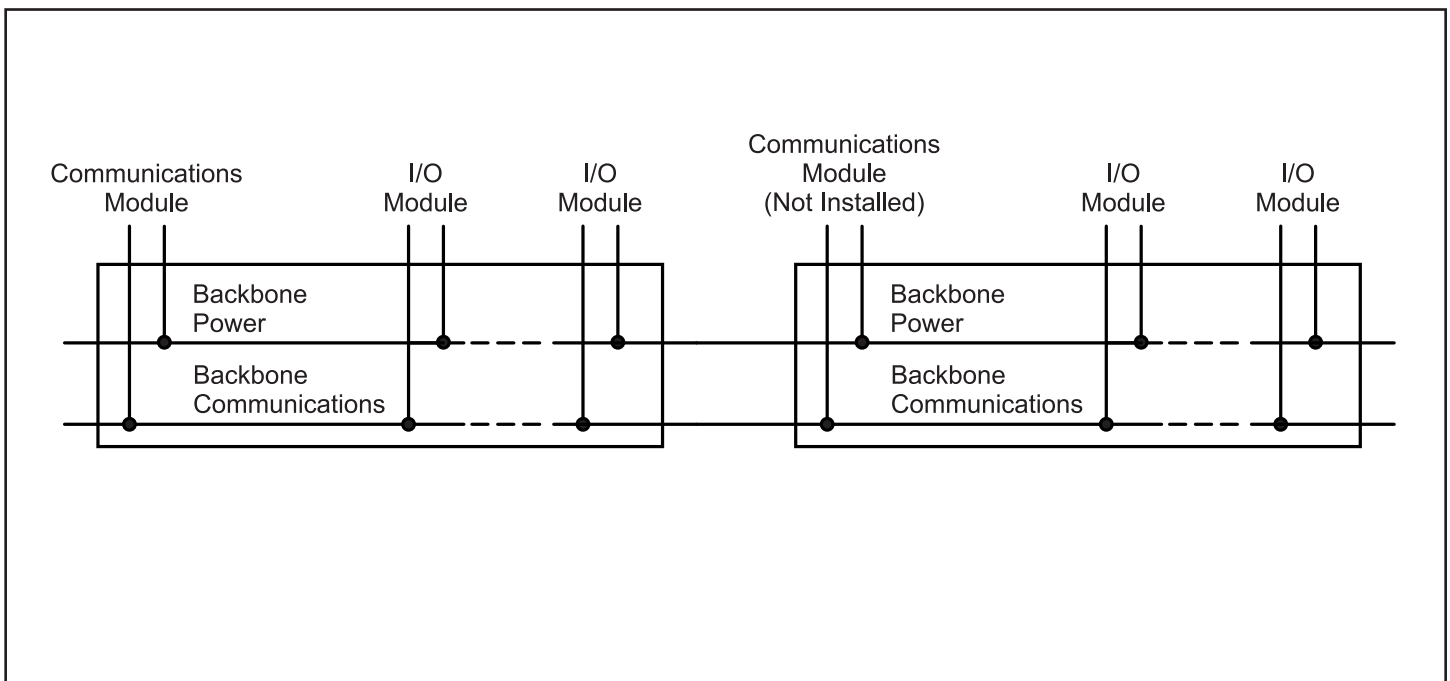 Communications
Module
I/O
Module
I/O
Module
Communications
Module
(Not Installed)
I/O
Module
I/O
Module
Backbone
Power
Backbone
Communications
Backbone
Power
Backbone
Communications